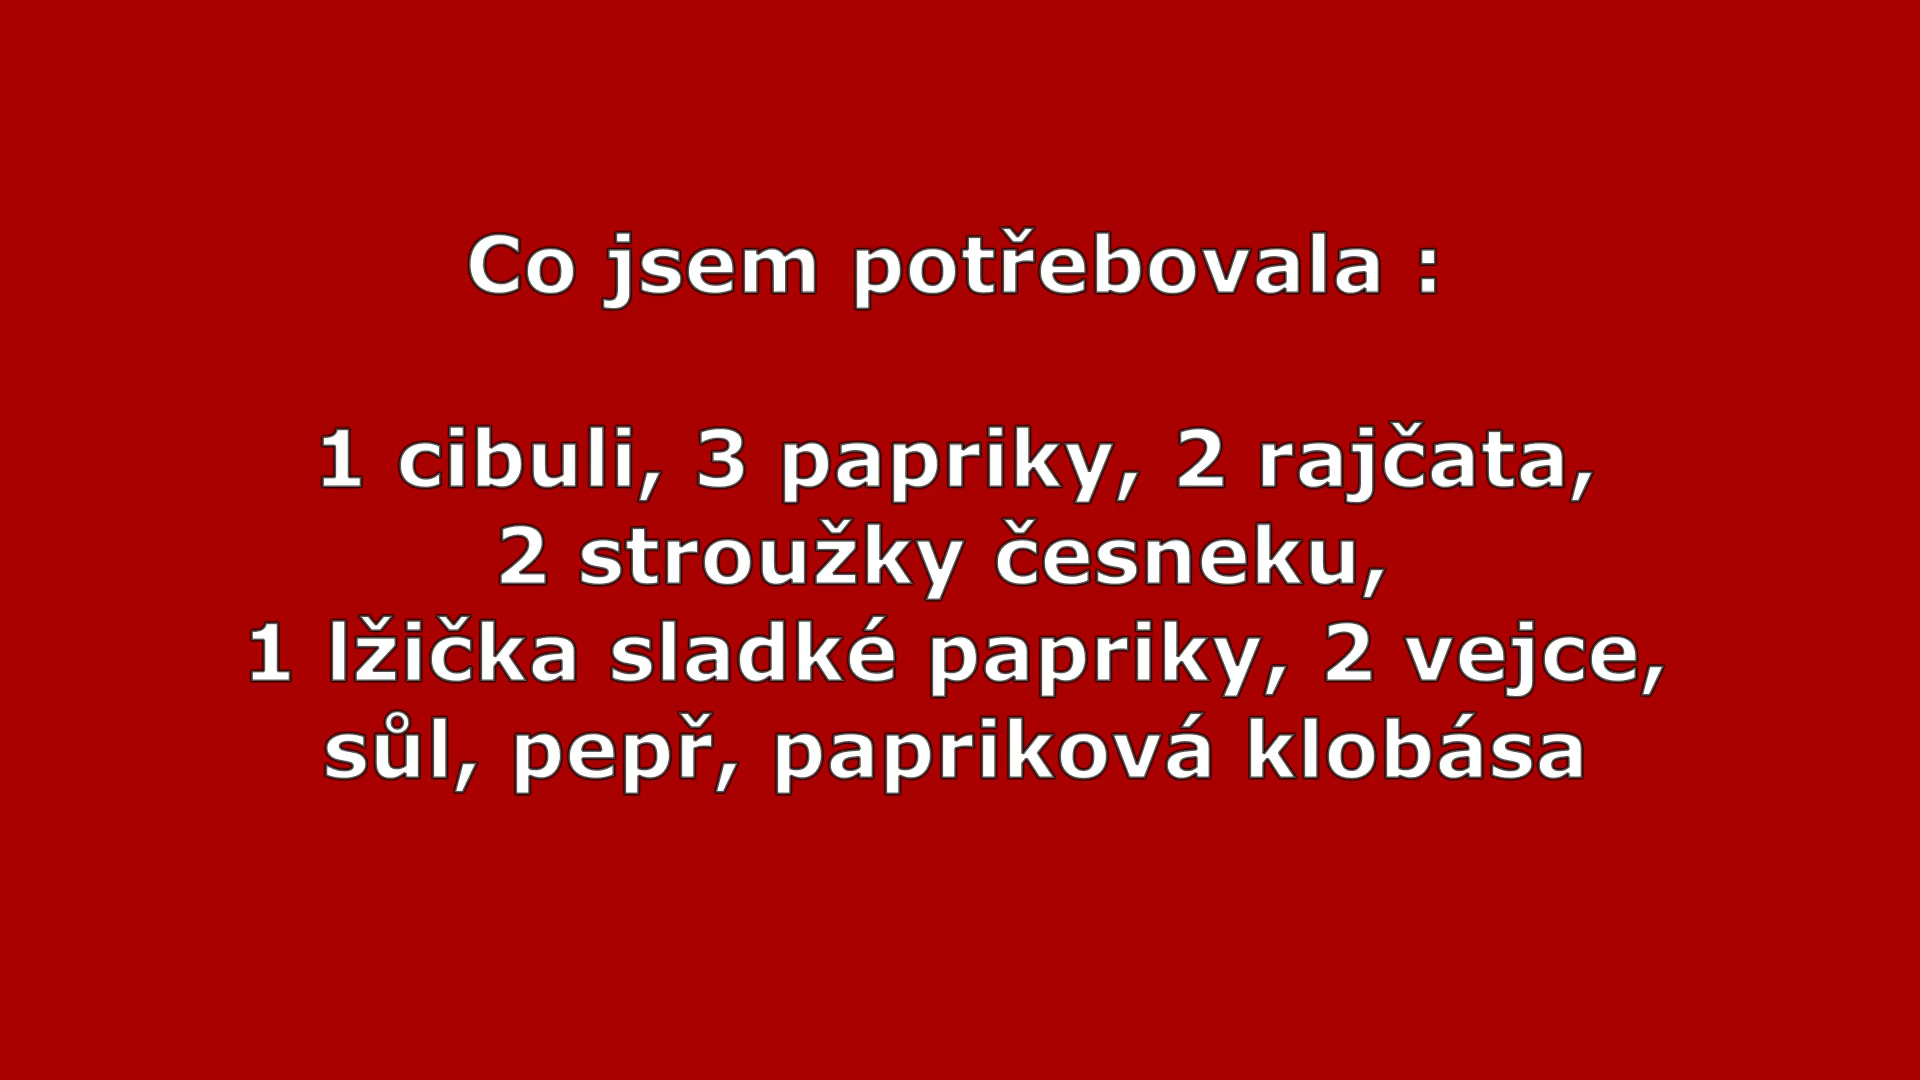 Co jsem potřebovala :
1 cibuli, 3 papriky, 2 rajčata,
2 stroužky česneku,
1 lžička sladké papriky, 2 vejce,
sůl, pepř, papriková klobása